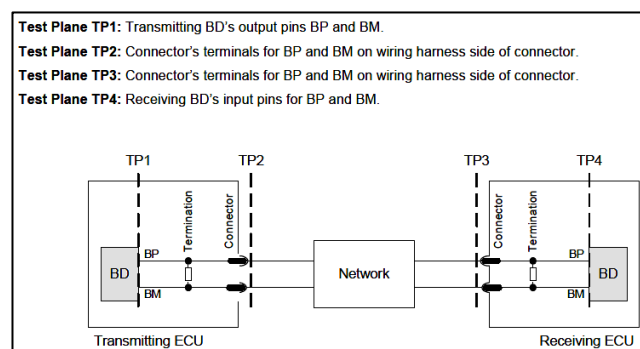 Test Plane TP1: Transmitting BD's output pins BP and BM.
Test Plane TP2: Connector's terminals for BP and BM on wiring harness side of connector.
Test Plane TP3: Connector's terminals for BP and BM on wiring harness side of connector.
Test Plane TP4: Receiving BD's input pins for BP and BM.
TP1 TP2 TP3 TP4
Termination Connector Connector Termination
BP BP
BD Network BD
BM BM
Transmitting ECU Receiving ECU